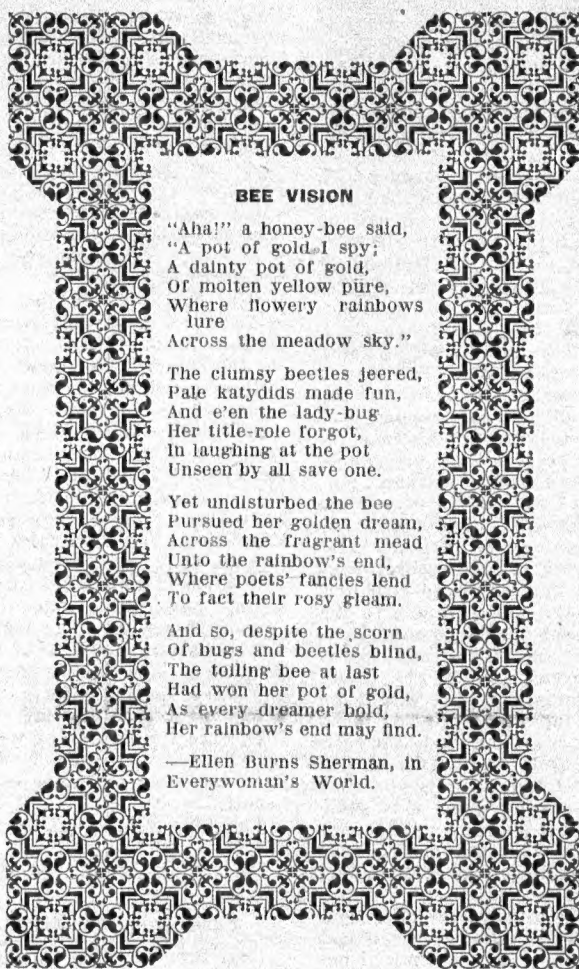 BEE VISION
"Aha!" a honey-bee said,
"A pot of gold I spy;
A dainty pot of gold,
Of molten yellow pure,
Where flowery rainbows
lure
Across the meadow sky."
The clumsy beetles jeered,
Pale katydids made fun,
And e'en the lady-bug
Her title-role forgot,
In laughing at the pot
Unseen by all save one.
Yet undisturbed the bee
Pursued her golden dream,
Across the fragrant mead
Unto the rainbow's end,
Where poets' fancies lend
To fact their rosy gleam.
And so, despite the scorn
Of bugs and beetles blind,
The toiling bee at last
Had won her pot of gold,
As every dreamer bold,
Her rainbow's end may find.
—Ellen Burns Sherman, in
Everywoman's World.